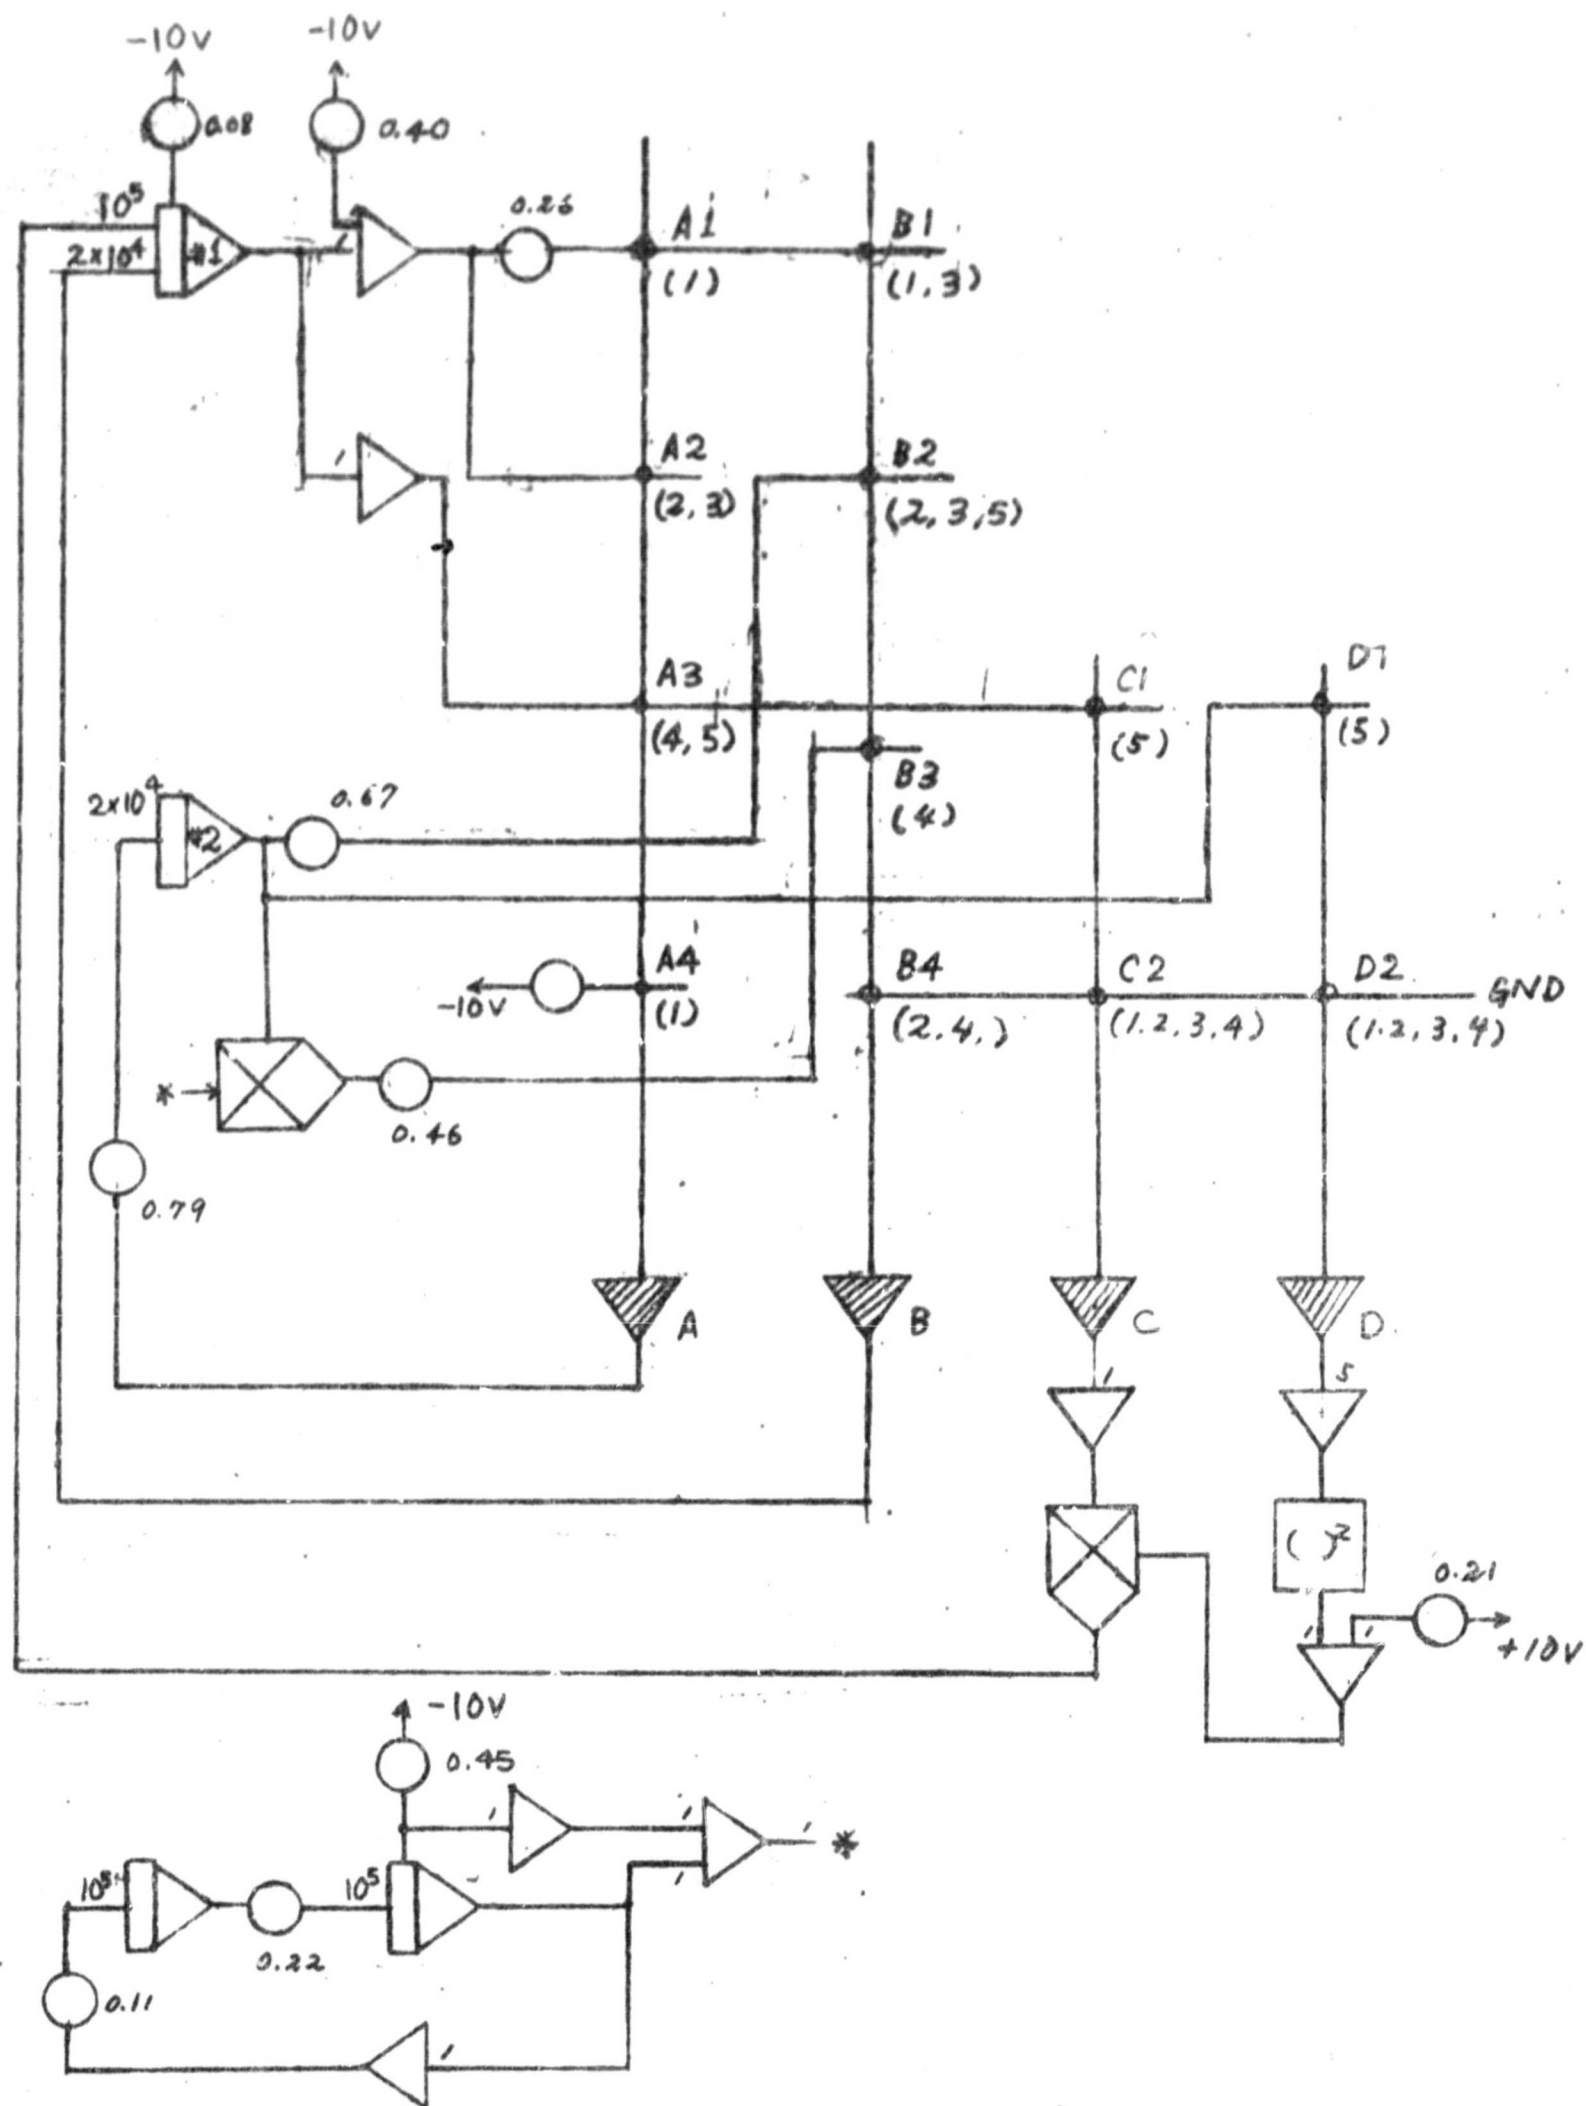 -10V
-10V
0.08
0.40
10⁵
2×10⁴
#1
1
0.26
A1
(1)
B1
(1,3)
1
A2
(2,3)
B2
(2,3,5)
A3
(4,5)
C1
(5)
D1
(5)
B3
(4)
2×10⁴
#2
0.67
-10V
A4
(1)
B4
(2,4,)
C2
(1.2,3,4)
D2
(1.2,3,4)
GND
*
0.46
0.79
A
B
C
D
1
5
( )²
0.21
1
1
+10V
-10V
0.45
1
1
1
*
10⁵
0.22
10⁵
0.11
1